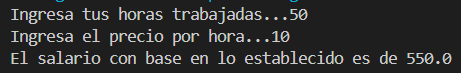 Ingresa tus horas trabajadas...50
Ingresa el precio por hora...10
El salario con base en lo establecido es de 550.0